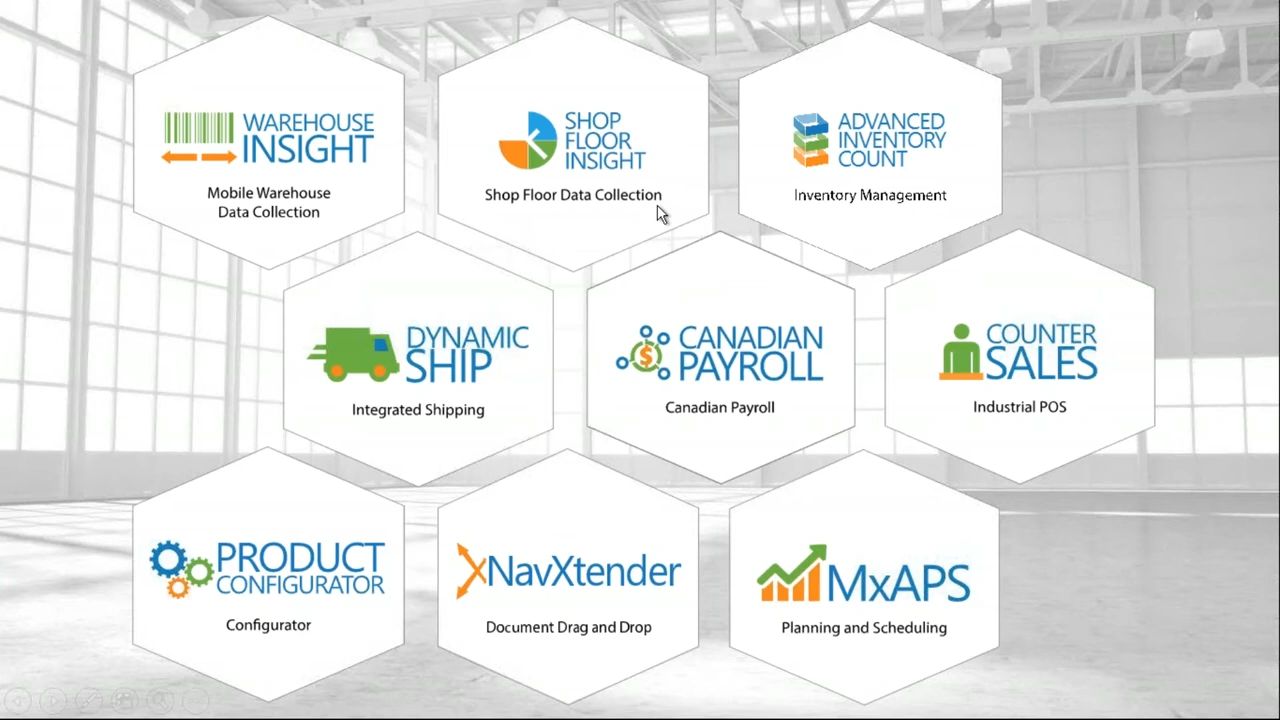 WAREHOUSE
INSIGHT
Mobile Warehouse
Data Collection
SHOP
FLOOR
INSIGHT
Shop Floor Data Collection
ADVANCED
INVENTORY
COUNT
Inventory Management
DYNAMIC
SHIP
Integrated Shipping
CANADIAN
PAYROLL
Canadian Payroll
COUNTER
SALES
Industrial POS
PRODUCT
CONFIGURATOR
Configurator
NavXtender
Document Drag and Drop
MxAPS
Planning and Scheduling